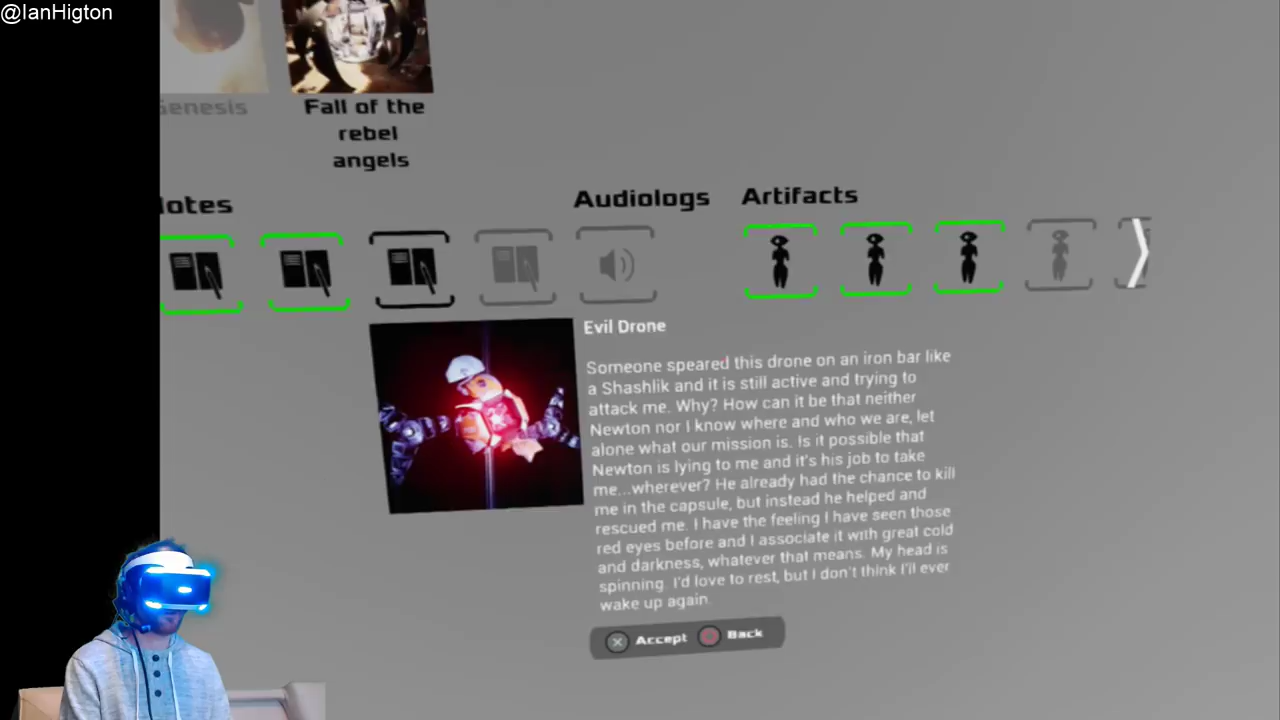 @IanHigton
Genesis
Fall of the
rebel
angels
Notes
Audiologs
Artifacts
Evil Drone
Someone speared this drone on an iron bar like
a Shashlik and it is still active and trying to
attack me. Why? How can it be that neither
Newton nor I know where and who we are, let
alone what our mission is. Is it possible that
Newton is lying to me and it's his job to take
me...wherever? He already had the chance to kill
me in the capsule, but instead he helped and
rescued me. I have the feeling I have seen those
red eyes before and I associate it with great cold
and darkness, whatever that means. My head is
spinning. I'd love to rest, but I don't think I'll ever
wake up again.
Accept Back